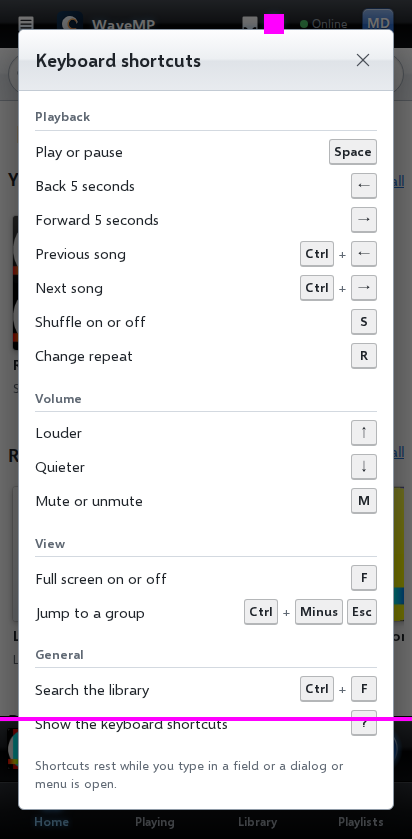 WaveMP
Online
MD
Keyboard shortcuts
Playback
Play or pause Space
Back 5 seconds ←
Forward 5 seconds →
Previous song Ctrl + ←
Next song Ctrl + →
Shuffle on or off S
Change repeat R
Volume
Louder ↑
Quieter ↓
Mute or unmute M
View
Full screen on or off F
Jump to a group Ctrl + Minus Esc
General
Search the library Ctrl + F
Show the keyboard shortcuts ?
Shortcuts rest while you type in a field or a dialog or
menu is open.
Home Playing Library Playlists